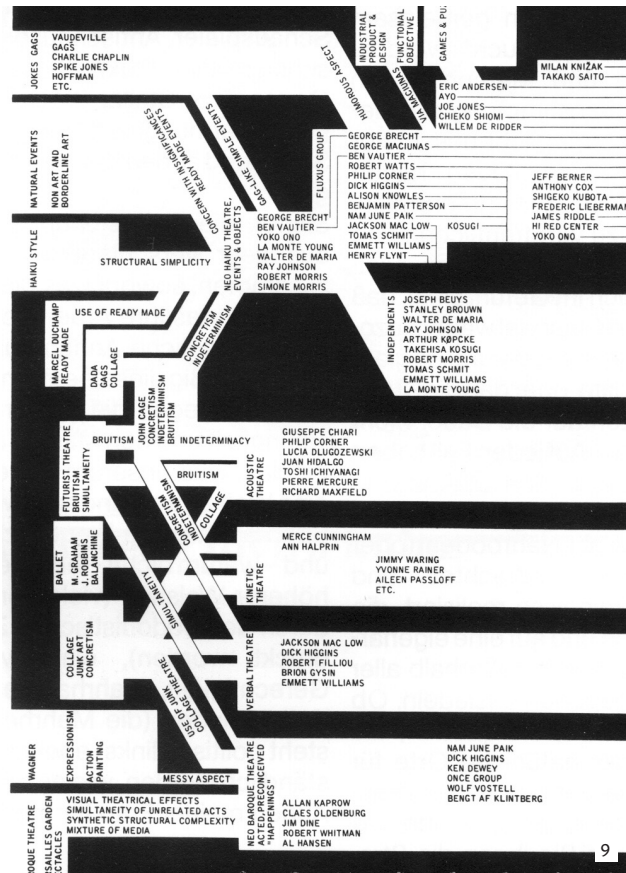 JOKES GAGS
VAUDEVILLE
GAGS
CHARLIE CHAPLIN
SPIKE JONES
HOFFMAN
ETC.
NATURAL EVENTS
NON ART AND
BORDERLINE ART
HAIKU STYLE
STRUCTURAL SIMPLICITY
CONCERN WITH INSIGNIFICANCES
READY MADE EVENTS
GAG-LIKE SIMPLE EVENTS
HUMOROUS ASPECT
INDUSTRIAL
PRODUCT &
DESIGN
FUNCTIONAL
OBJECTIVE
VIA MACIUNAS
GAMES &
MILAN KNIŽAK
TAKAKO SAITO
ERIC ANDERSEN
AYO
JOE JONES
CHIEKO SHIOMI
WILLEM DE RIDDER
FLUXUS GROUP
GEORGE BRECHT
GEORGE MACIUNAS
BEN VAUTIER
ROBERT WATTS
PHILIP CORNER
DICK HIGGINS
ALISON KNOWLES
BENJAMIN PATTERSON
NAM JUNE PAIK
JACKSON MAC LOW
TOMAS SCHMIT
EMMETT WILLIAMS
HENRY FLYNT
KOSUGI
JEFF BERNER
ANTHONY COX
SHIGEKO KUBOTA
FREDERIC LIEBERMAN
JAMES RIDDLE
HI RED CENTER
YOKO ONO
NEO HAIKU THEATRE,
EVENTS & OBJECTS
GEORGE BRECHT
BEN VAUTIER
YOKO ONO
LA MONTE YOUNG
WALTER DE MARIA
RAY JOHNSON
ROBERT MORRIS
SIMONE MORRIS
INDEPENDENTS
JOSEPH BEUYS
STANLEY BROUWN
WALTER DE MARIA
RAY JOHNSON
ARTHUR KØPCKE
TAKEHISA KOSUGI
ROBERT MORRIS
TOMAS SCHMIT
EMMETT WILLIAMS
LA MONTE YOUNG
MARCEL DUCHAMP
READY MADE
USE OF READY MADE
DADA
GAGS
COLLAGE
CONCRETISM
INDETERMINISM
JOHN CAGE
CONCRETISM
INDETERMINISM
BRUITISM
FUTURIST THEATRE
BRUITISM
SIMULTANEITY
BRUITISM
INDETERMINACY
BRUITISM
CONCRETISM
INDETERMINISM
COLLAGE
ACOUSTIC
THEATRE
GIUSEPPE CHIARI
PHILIP CORNER
LUCIA DLUGOZEWSKI
JUAN HIDALGO
TOSHI ICHIYANAGI
PIERRE MERCURE
RICHARD MAXFIELD
BALLET
M. GRAHAM
J. ROBBINS
BALANCHINE
SIMULTANEITY
KINETIC
THEATRE
MERCE CUNNINGHAM
ANN HALPRIN
JIMMY WARING
YVONNE RAINER
AILEEN PASSLOFF
ETC.
COLLAGE
JUNK ART
CONCRETISM
USE OF JUNK
COLLAGE THEATRE
VERBAL THEATRE
JACKSON MAC LOW
DICK HIGGINS
ROBERT FILLIOU
BRION GYSIN
EMMETT WILLIAMS
WAGNER
EXPRESSIONISM
ACTION
PAINTING
MESSY ASPECT
NEO BAROQUE THEATRE
ACTED, PRECONCEIVED
"HAPPENINGS"
NAM JUNE PAIK
DICK HIGGINS
KEN DEWEY
ONCE GROUP
WOLF VOSTELL
BENGT AF KLINTBERG
VISUAL THEATRICAL EFFECTS
SIMULTANEITY OF UNRELATED ACTS
SYNTHETIC STRUCTURAL COMPLEXITY
MIXTURE OF MEDIA
ALLAN KAPROW
CLAES OLDENBURG
JIM DINE
ROBERT WHITMAN
AL HANSEN
THEATRE
GARDEN
9